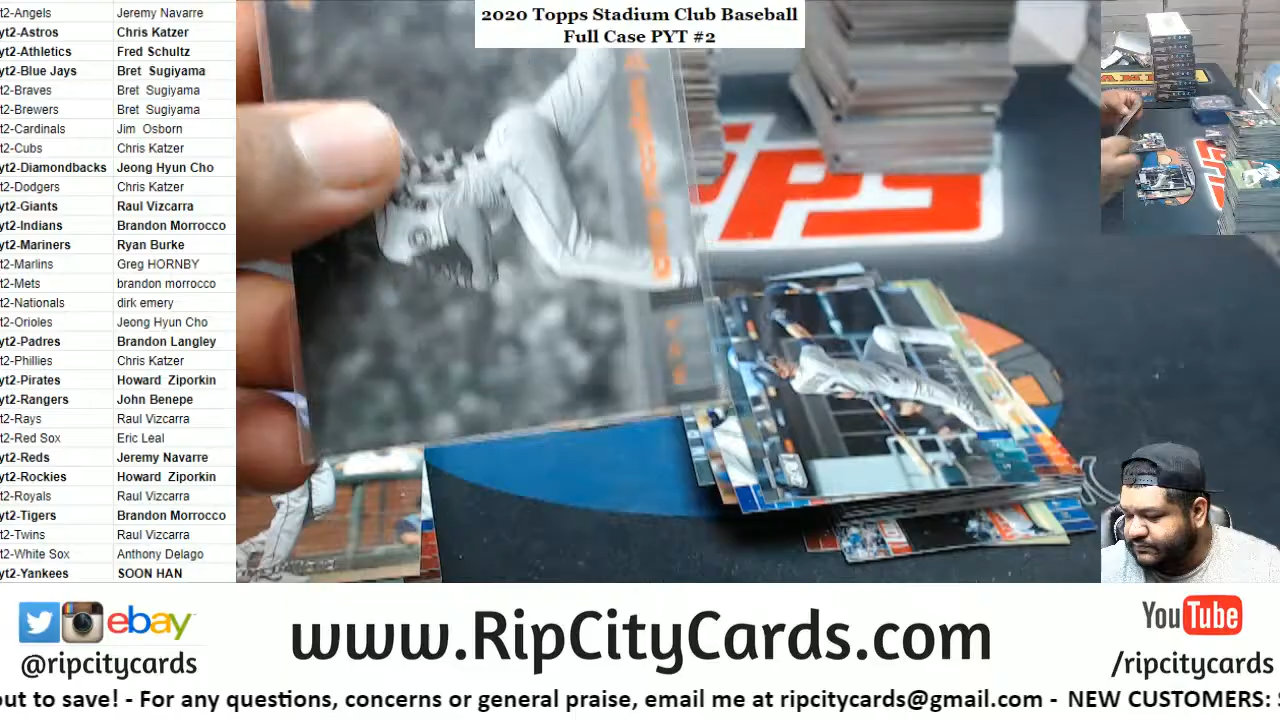 2020 Topps Stadium Club Baseball
Full Case PYT #2
t2-Angels Jeremy Navarre
yt2-Astros Chris Katzer
yt2-Athletics Fred Schultz
yt2-Blue Jays Bret Sugiyama
t2-Braves Bret Sugiyama
t2-Brewers Bret Sugiyama
t2-Cardinals Jim Osborn
t2-Cubs Chris Katzer
yt2-Diamondbacks Jeong Hyun Cho
t2-Dodgers Chris Katzer
yt2-Giants Raul Vizcarra
yt2-Indians Brandon Morrocco
yt2-Mariners Ryan Burke
t2-Marlins Greg HORNBY
t2-Mets brandon morrocco
t2-Nationals dirk emery
t2-Orioles Jeong Hyun Cho
yt2-Padres Brandon Langley
t2-Phillies Chris Katzer
yt2-Pirates Howard Ziporkin
yt2-Rangers John Benepe
t2-Rays Raul Vizcarra
t2-Red Sox Eric Leal
yt2-Reds Jeremy Navarre
yt2-Rockies Howard Ziporkin
t2-Royals Raul Vizcarra
yt2-Tigers Brandon Morrocco
t2-Twins Raul Vizcarra
t2-White Sox Anthony Delago
yt2-Yankees SOON HAN
ebay
@ripcitycards
www.RipCityCards.com
YouTube
/ripcitycards
out to save! - For any questions, concerns or general praise, email me at ripcitycards@gmail.com - NEW CUSTOMERS: S